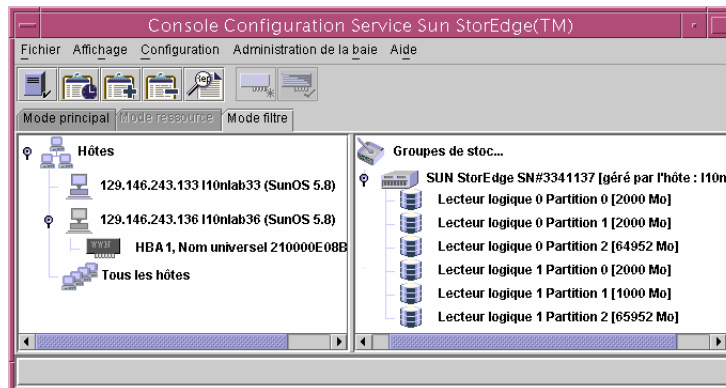 Console Configuration Service Sun StorEdge(TM)
Fichier Affichage Configuration Administration de la baie Aide
Mode principal Mode ressource Mode filtre
Hôtes
129.146.243.133 l10nlab33 (SunOS 5.8)
129.146.243.136 l10nlab36 (SunOS 5.8)
HBA1, Nom universel 210000E08B
Tous les hôtes
Groupes de stoc...
SUN StorEdge SN#3341137 [géré par l'hôte : l10n
Lecteur logique 0 Partition 0 [2000 Mo]
Lecteur logique 0 Partition 1 [2000 Mo]
Lecteur logique 0 Partition 2 [64952 Mo]
Lecteur logique 1 Partition 0 [2000 Mo]
Lecteur logique 1 Partition 1 [1000 Mo]
Lecteur logique 1 Partition 2 [65952 Mo]